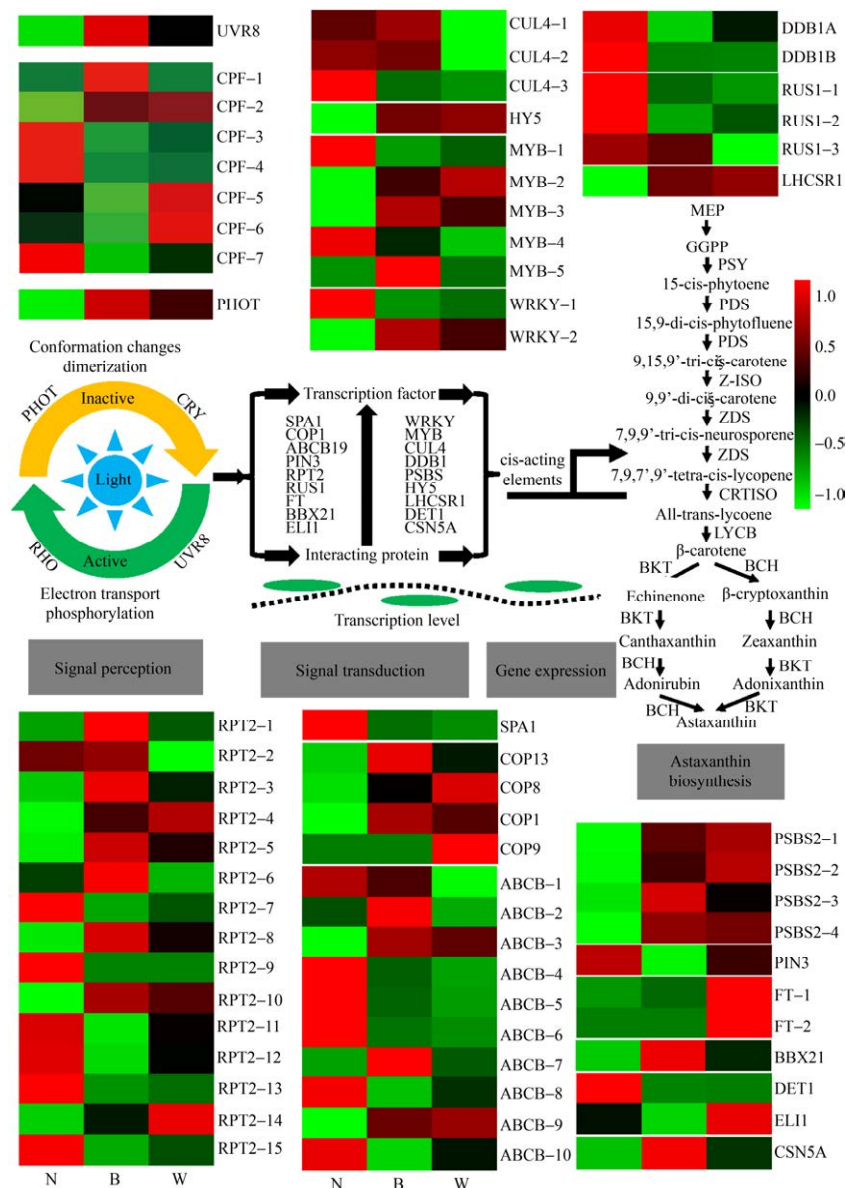 UVR8
CPF-1
CPF-2
CPF-3
CPF-4
CPF-5
CPF-6
CPF-7
PHOT
CUL4-1
CUL4-2
CUL4-3
HY5
MYB-1
MYB-2
MYB-3
MYB-4
MYB-5
WRKY-1
WRKY-2
DDB1A
DDB1B
RUS1-1
RUS1-2
RUS1-3
LHCSR1
Conformation changes
dimerization
PHOT
Inactive
CRY
Light
RHO
Active
UVR8
Electron transport
phosphorylation
Transcription factor
SPA1
COP1
ABCB19
PIN3
RPT2
RUS1
FT
BBX21
ELI1
WRKY
MYB
CUL4
DDB1
PSBS
HY5
LHCSR1
DET1
CSN5A
Interacting protein
cis-acting
elements
Transcription level
MEP
GGPP
PSY
15-cis-phytoene
PDS
15,9-di-cis-phytofluene
PDS
9,15,9’-tri-cis-carotene
Z-ISO
9,9’-di-cis-carotene
ZDS
7,9,9’-tri-cis-neurosporene
ZDS
7,9,7’,9’-tetra-cis-lycopene
CRTISO
All-trans-lycoene
LYCB
β-carotene
BKT
BCH
Echinenone
β-cryptoxanthin
BKT
BCH
Canthaxanthin
Zeaxanthin
BCH
BKT
Adonirubin
Adonixanthin
BCH
BKT
Astaxanthin
1.0
0.5
0.0
−0.5
−1.0
Signal perception
Signal transduction
Gene expression
Astaxanthin
biosynthesis
RPT2-1
RPT2-2
RPT2-3
RPT2-4
RPT2-5
RPT2-6
RPT2-7
RPT2-8
RPT2-9
RPT2-10
RPT2-11
RPT2-12
RPT2-13
RPT2-14
RPT2-15
N B W
SPA1
COP13
COP8
COP1
COP9
ABCB-1
ABCB-2
ABCB-3
ABCB-4
ABCB-5
ABCB-6
ABCB-7
ABCB-8
ABCB-9
ABCB-10
N B W
PSBS2-1
PSBS2-2
PSBS2-3
PSBS2-4
PIN3
FT-1
FT-2
BBX21
DET1
ELI1
CSN5A